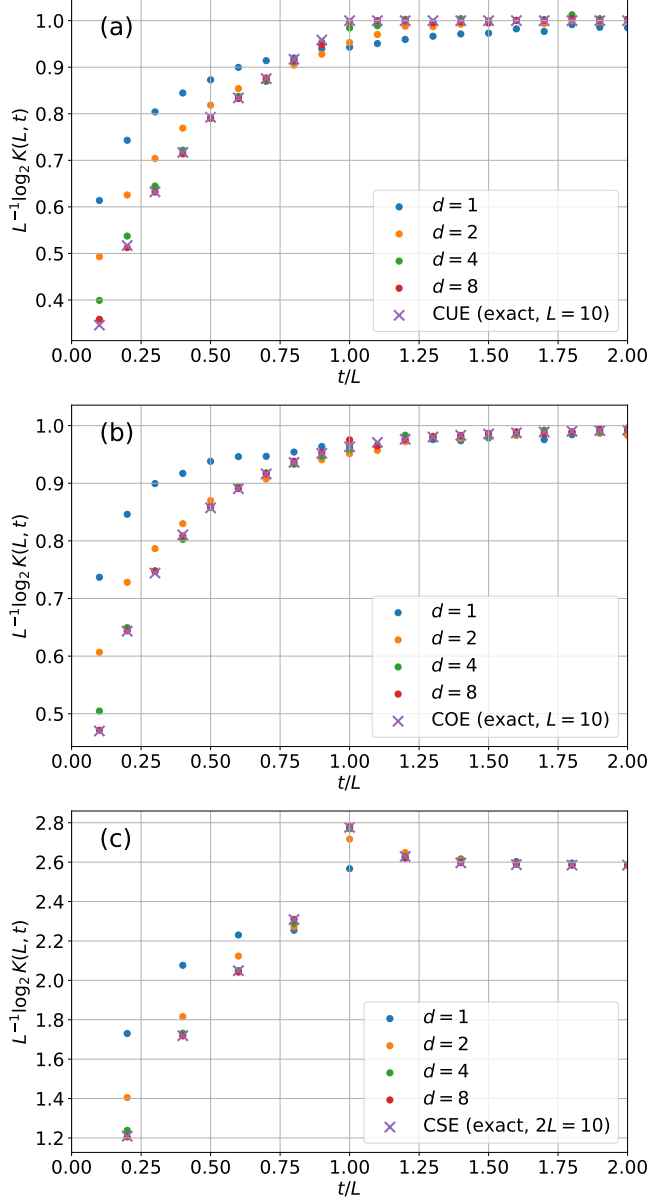 (a)
1.0
0.9
0.8
0.7
0.6
0.5
0.4
L⁻¹log₂ K(L, t)
d = 1
d = 2
d = 4
d = 8
CUE (exact, L = 10)
0.00 0.25 0.50 0.75 1.00 1.25 1.50 1.75 2.00
t/L
(b)
1.0
0.9
0.8
0.7
0.6
0.5
L⁻¹log₂ K(L, t)
d = 1
d = 2
d = 4
d = 8
COE (exact, L = 10)
0.00 0.25 0.50 0.75 1.00 1.25 1.50 1.75 2.00
t/L
(c)
2.8
2.6
2.4
2.2
2.0
1.8
1.6
1.4
1.2
L⁻¹log₂ K(L, t)
d = 1
d = 2
d = 4
d = 8
CSE (exact, 2L = 10)
0.00 0.25 0.50 0.75 1.00 1.25 1.50 1.75 2.00
t/L